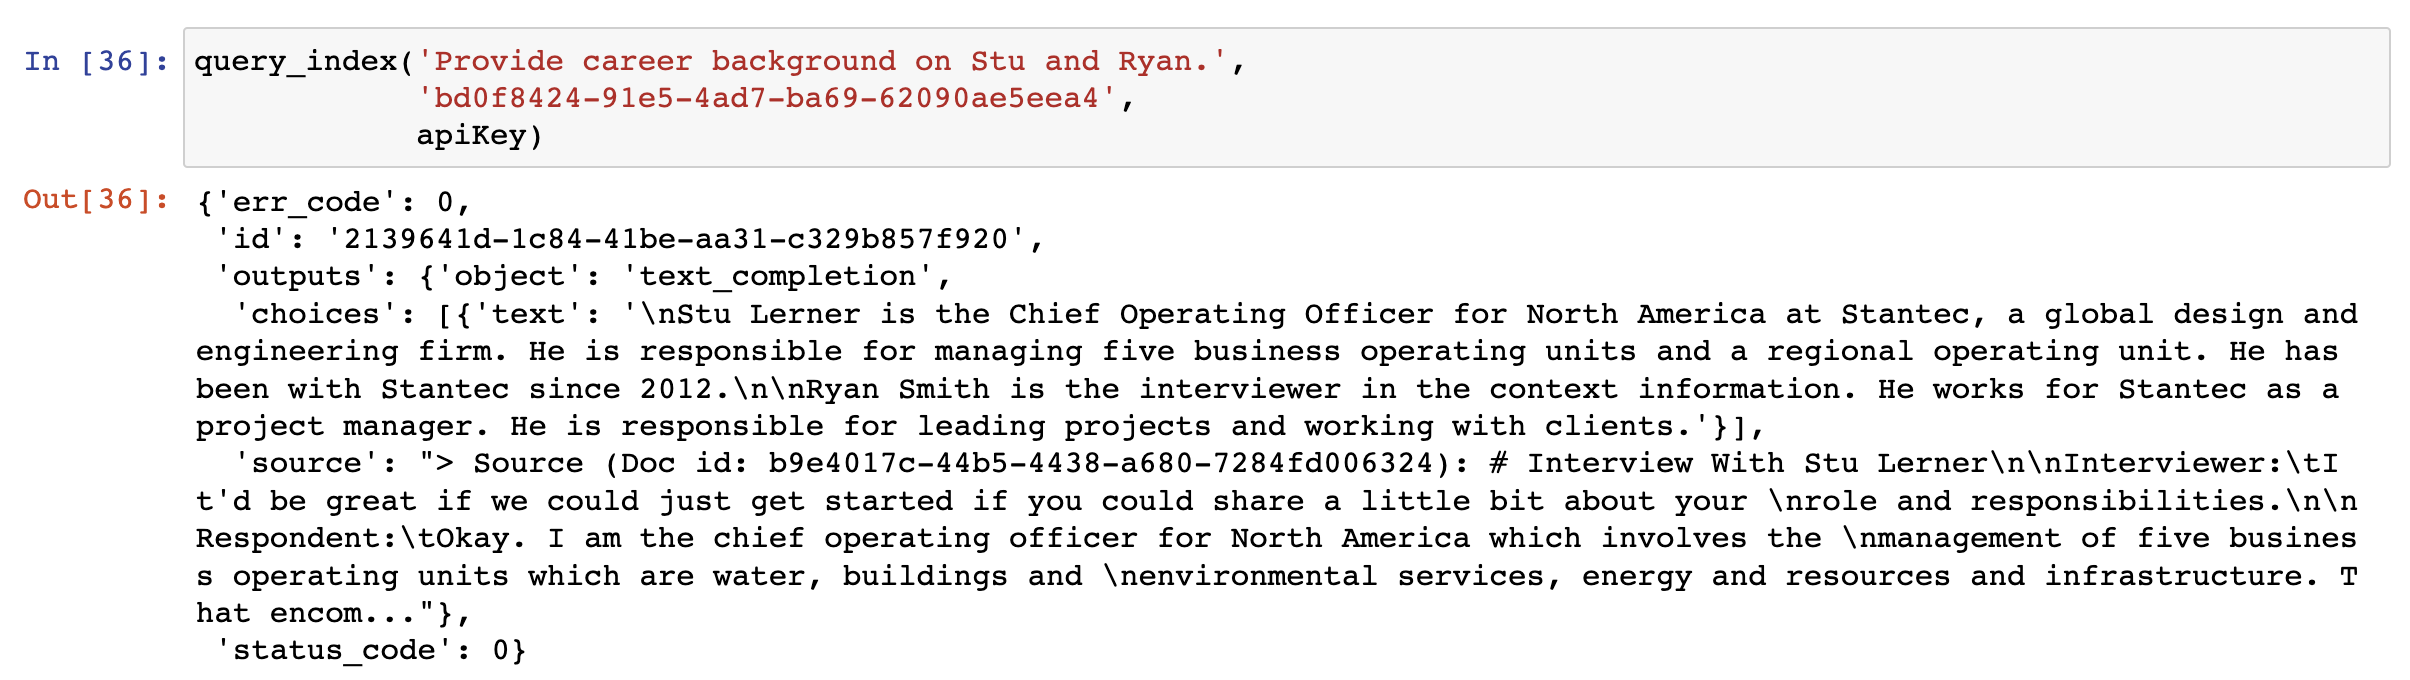 In [36]: query_index('Provide career background on Stu and Ryan.',
'bd0f8424-91e5-4ad7-ba69-62090ae5eea4',
apiKey)
Out[36]: {'err_code': 0,
'id': '2139641d-1c84-41be-aa31-c329b857f920',
'outputs': {'object': 'text_completion',
'choices': [{'text': '\nStu Lerner is the Chief Operating Officer for North America at Stantec, a global design and
engineering firm. He is responsible for managing five business operating units and a regional operating unit. He has
been with Stantec since 2012.\n\nRyan Smith is the interviewer in the context information. He works for Stantec as a
project manager. He is responsible for leading projects and working with clients.'}],
'source': "> Source (Doc id: b9e4017c-44b5-4438-a680-7284fd006324): # Interview With Stu Lerner\n\nInterviewer:\tI
t'd be great if we could just get started if you could share a little bit about your \nrole and responsibilities.\n\n
Respondent:\tOkay. I am the chief operating officer for North America which involves the \nmanagement of five busines
s operating units which are water, buildings and \nenvironmental services, energy and resources and infrastructure. T
hat encom..."},
'status_code': 0}